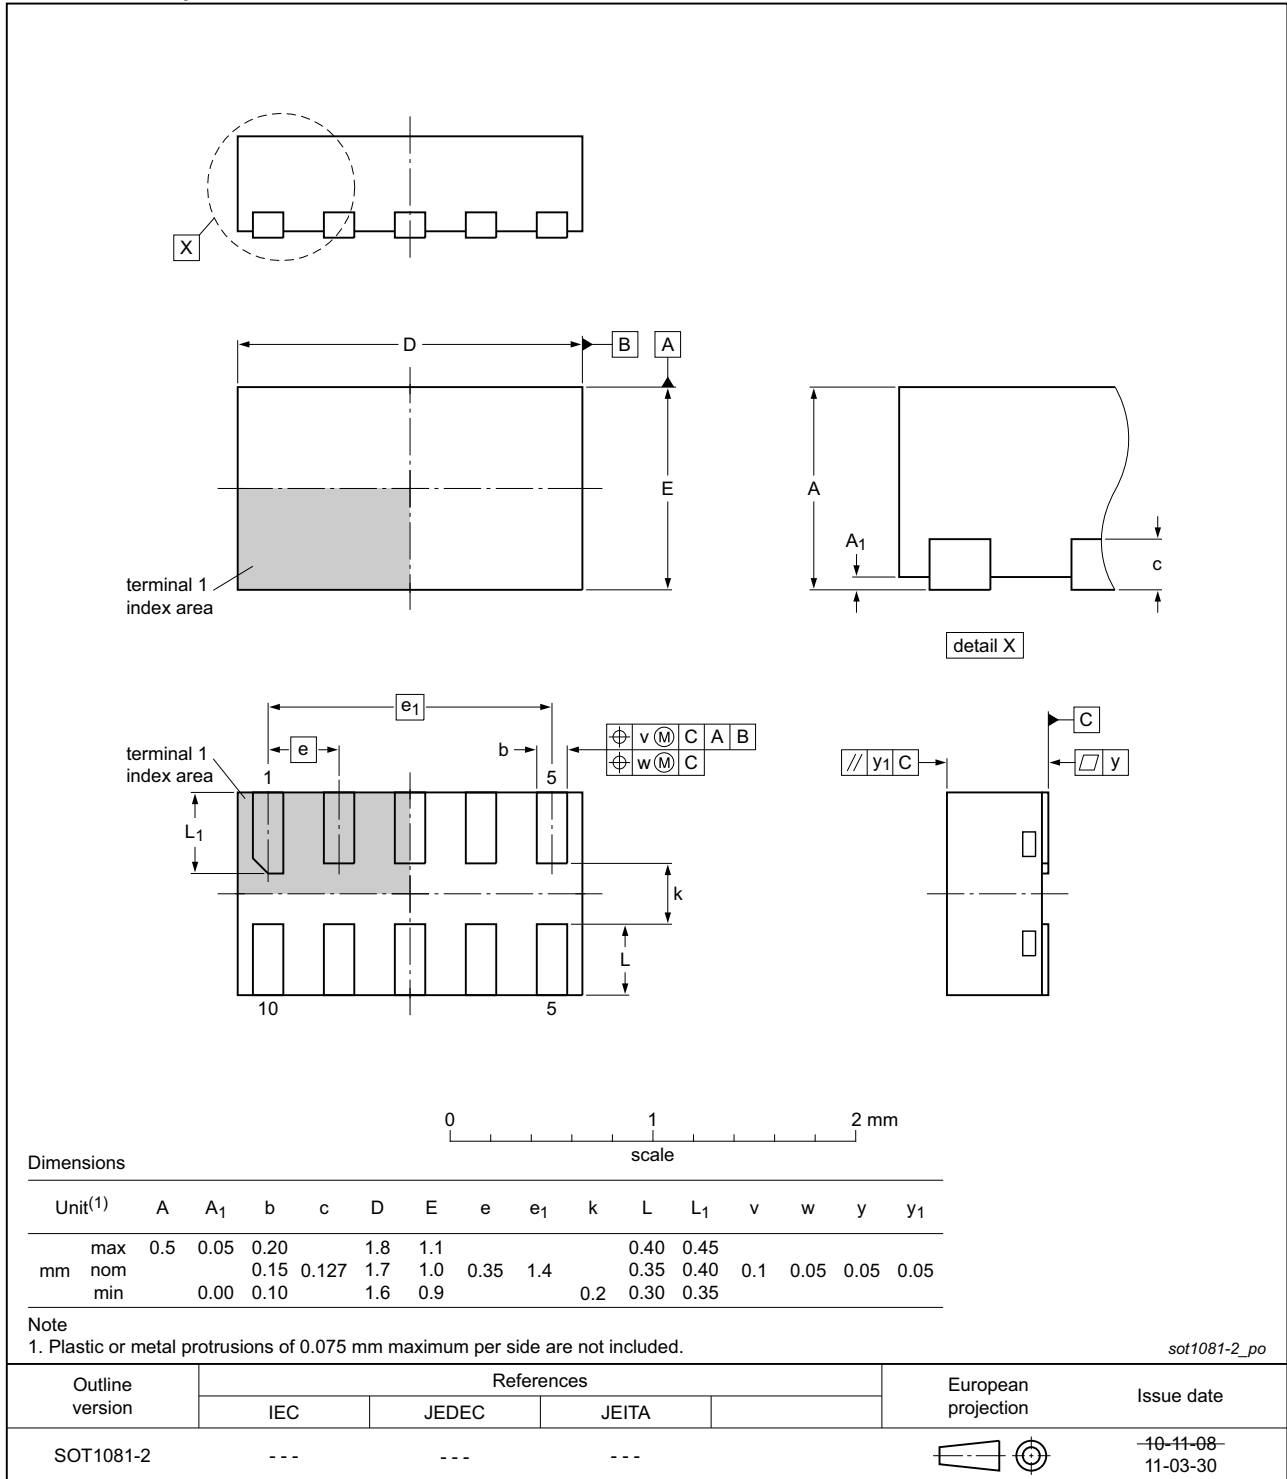 X
D
B
A
E
terminal 1
index area
A
A1
c
detail X
e1
e
b
⌖ v Ⓜ C A B
⌖ w Ⓜ C
terminal 1
index area
1
5
L1
k
L
10
5
C
// y1 C
⏥ y
0 1 2 mm
scale
Dimensions
Unit(1) A A1 b c D E e e1 k L L1 v w y y1
max 0.5 0.05 0.20 1.8 1.1 0.40 0.45
mm nom 0.15 0.127 1.7 1.0 0.35 1.4 0.35 0.40 0.1 0.05 0.05 0.05
min 0.00 0.10 1.6 0.9 0.2 0.30 0.35
Note
1. Plastic or metal protrusions of 0.075 mm maximum per side are not included.
sot1081-2_po
Outline
version
References
IEC JEDEC JEITA
European
projection
Issue date
SOT1081-2 - - - - - - - - -
10-11-08
11-03-30